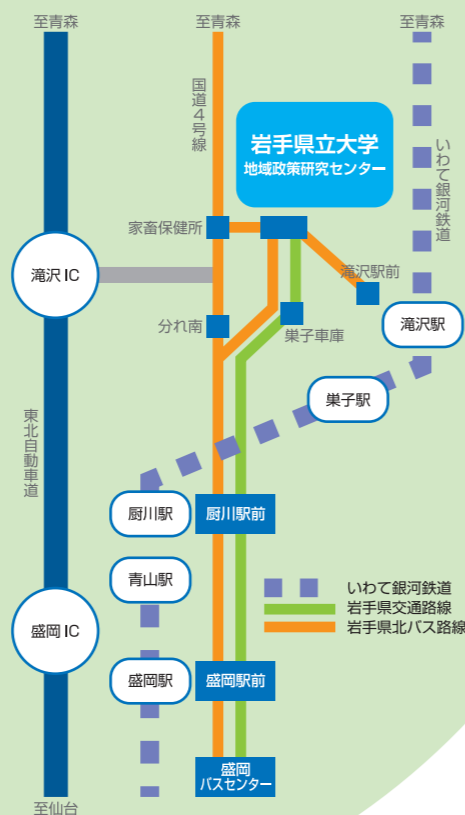 至青森
至青森
至青森
国道4号線
岩手県立大学
地域政策研究センター
いわて銀河鉄道
家畜保健所
滝沢IC
滝沢駅前
分れ南
巣子車庫
滝沢駅
巣子駅
東北自動車道
厨川駅
厨川駅前
青山駅
いわて銀河鉄道
岩手県交通路線
岩手県北バス路線
盛岡IC
盛岡駅
盛岡駅前
盛岡
バスセンター
至仙台